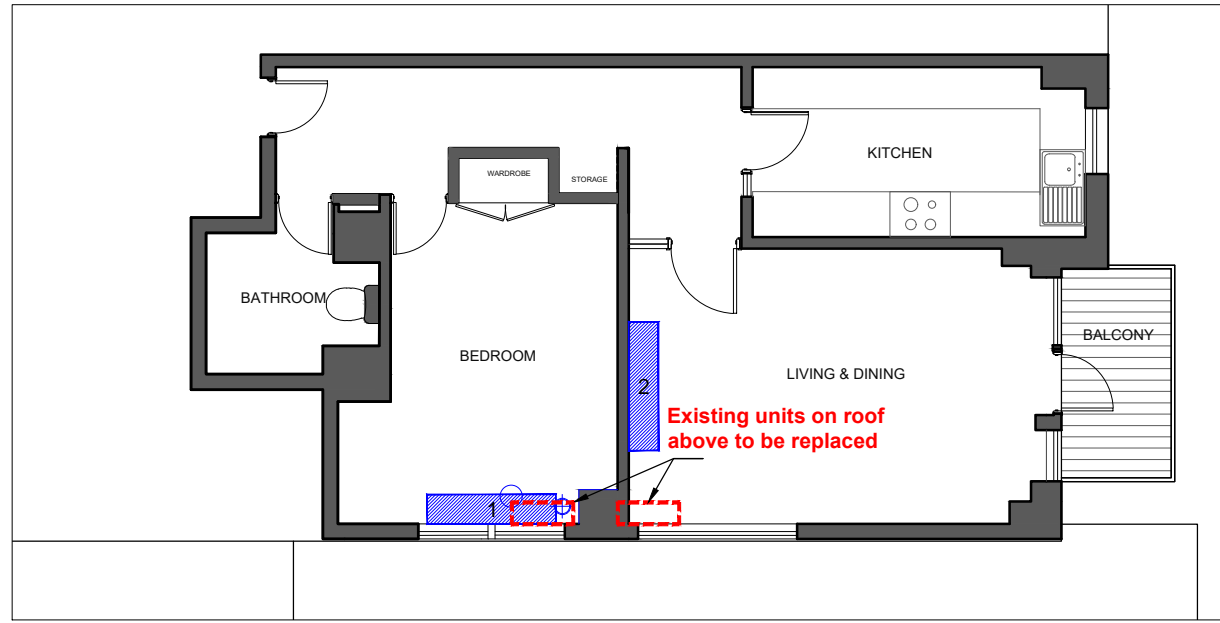 KITCHEN
WARDROBE
STORAGE
BATHROOM
BEDROOM
BALCONY
LIVING & DINING
2
Existing units on roof
above to be replaced
1